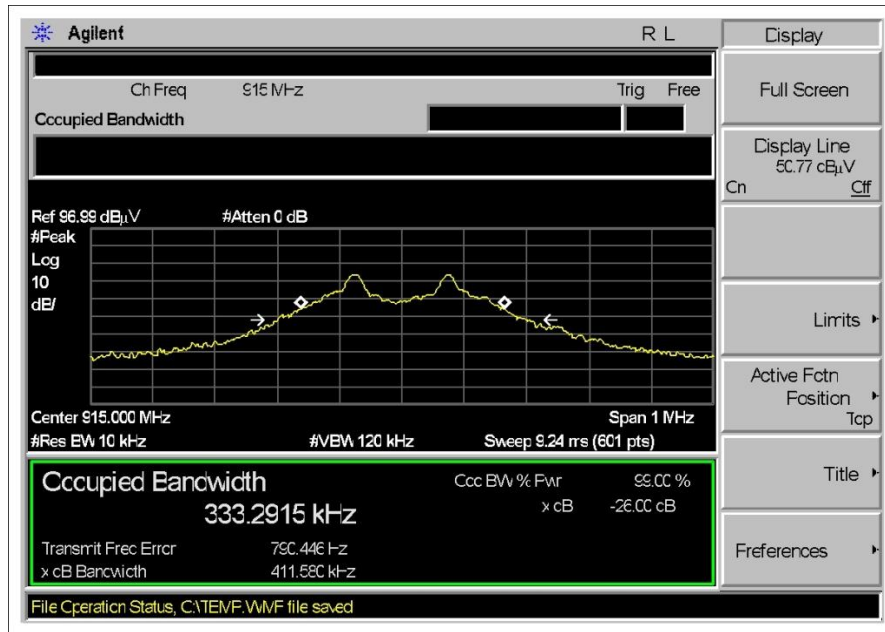 Agilent
R L
Display
Ch Freq 915 MHz
Trig Free
Occupied Bandwidth
Full Screen
Display Line
50.77 dBμV
On Off
Ref 96.99 dBμV #Atten 0 dB
#Peak
Log
10
dB/
Limits
Active Fctn
Position
Top
Center 915.000 MHz
Span 1 MHz
#Res BW 10 kHz #VBW 120 kHz Sweep 9.24 ms (601 pts)
Title
Occupied Bandwidth
333.2915 kHz
Occ BW % Pwr 99.00 %
x dB -26.00 dB
Transmit Freq Error 790.446 Hz
x dB Bandwidth 411.580 kHz
Preferences
File Operation Status, C:\TEMP.WMF file saved